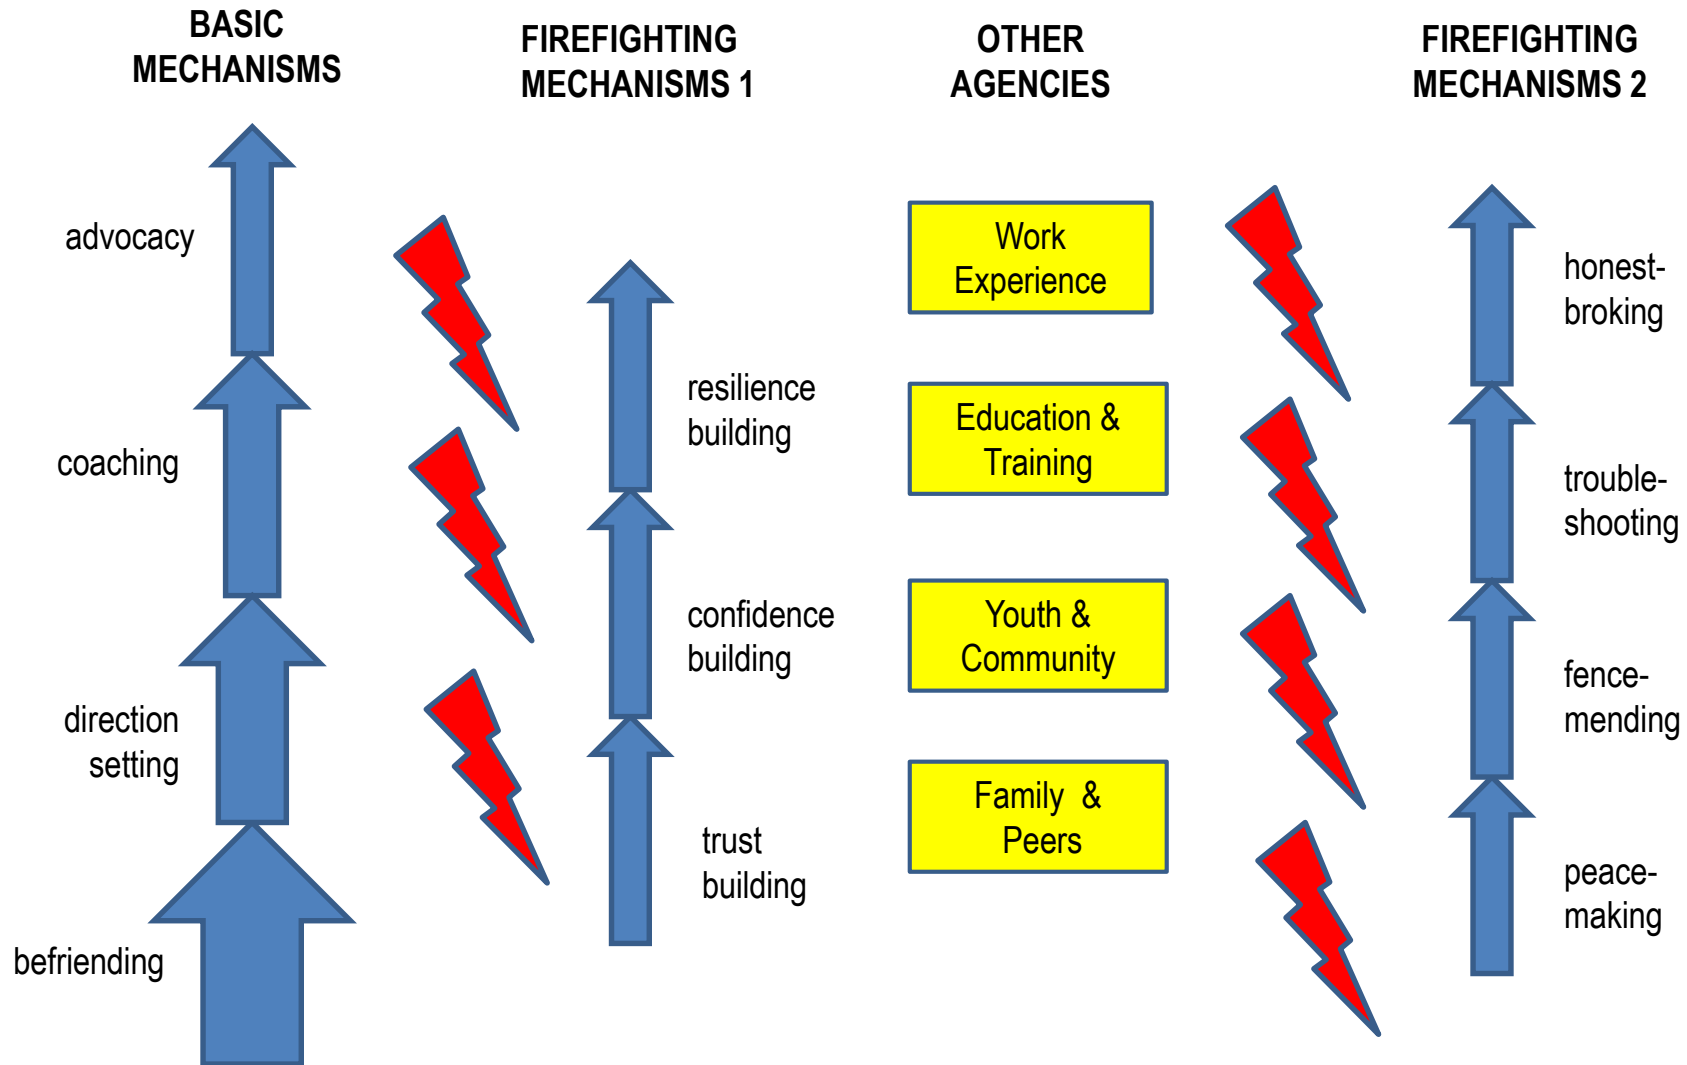 BASIC
MECHANISMS
FIREFIGHTING
MECHANISMS 1
OTHER
AGENCIES
FIREFIGHTING
MECHANISMS 2
advocacy
coaching
direction
setting
befriending
resilience
building
confidence
building
trust
building
Work
Experience
Education &
Training
Youth &
Community
Family &
Peers
honest-
broking
trouble-
shooting
fence-
mending
peace-
making